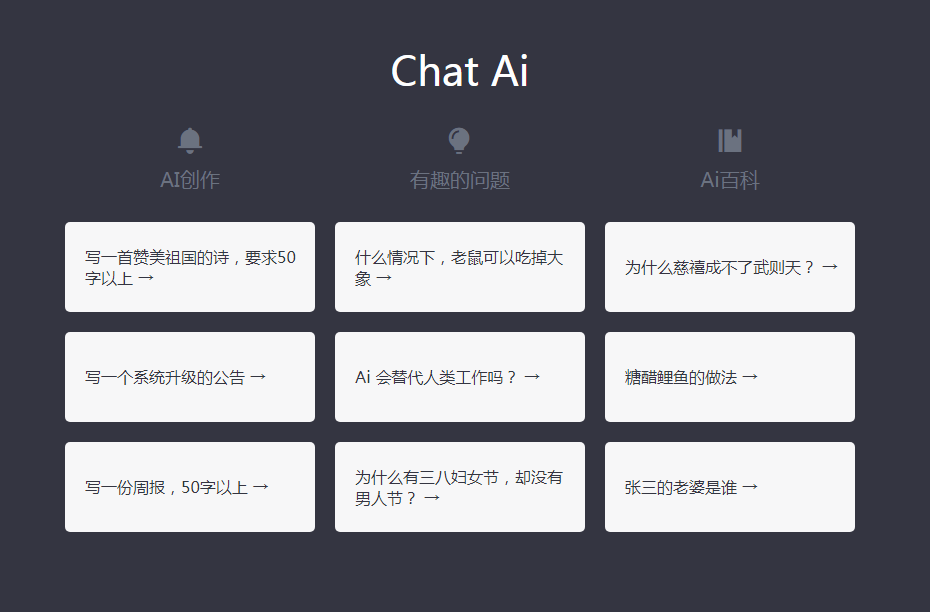 Chat Ai
AI创作
有趣的问题
Ai百科
写一首赞美祖国的诗，要求50
字以上 →
什么情况下，老鼠可以吃掉大
象 →
为什么慈禧成不了武则天？ →
写一个系统升级的公告 →
Ai 会替代人类工作吗？ →
糖醋鲤鱼的做法 →
写一份周报，50字以上 →
为什么有三八妇女节，却没有
男人节？ →
张三的老婆是谁 →